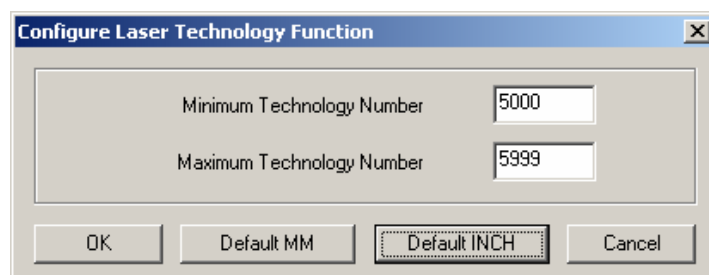 Configure Laser Technology Function
Minimum Technology Number 5000
Maximum Technology Number 5999
OK Default MM Default INCH Cancel